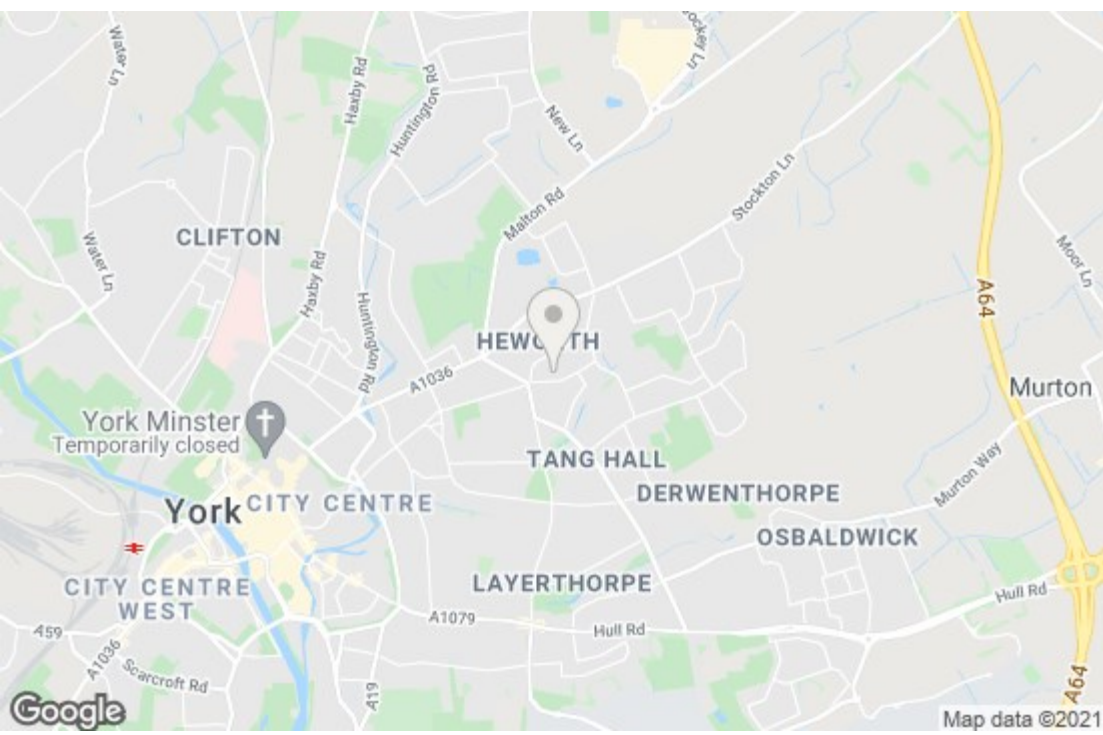 Water Ln
Haxby Rd
Huntington Rd
New Ln
Stockton Ln
Malton Rd
CLIFTON
Water Ln
Haxby Rd
Huntington Rd
Moor Ln
A64
HEWORTH
A1036
Murton
York Minster
Temporarily closed
TANG HALL
Murton Way
DERWENTHORPE
York
CITY CENTRE
OSBALDWICK
CITY CENTRE
WEST
LAYERTHORPE
Hull Rd
A1079
Hull Rd
A59
A1036
Scarcroft Rd
A19
A64
Google
Map data ©2021